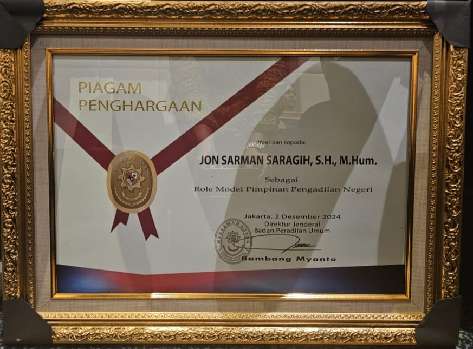 PIAGAM
PENGHARGAAN
kepada:
JON SARMAN SARAGIH, S.H., M.Hum.
Sebagai
Role Model Pimpinan Pengadilan Negeri
Jakarta, 2 Desember 2024
Direktur Jenderal
Badan Peradilan Umum
Bambang Myanto